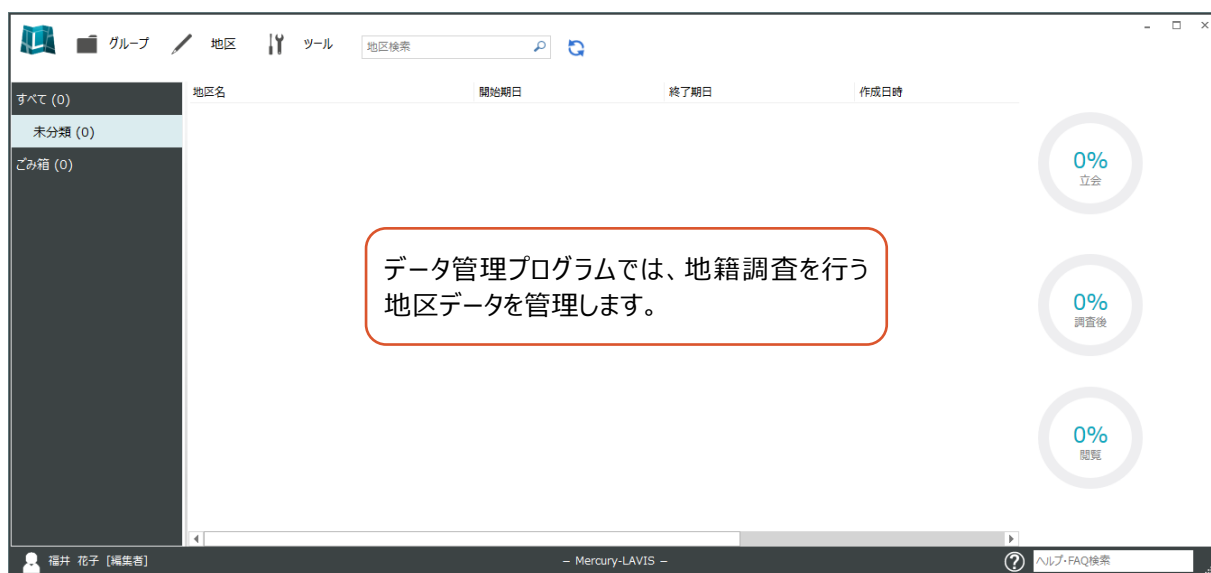 グループ 地区 ツール 地区検索
すべて (0)
未分類 (0)
ごみ箱 (0)
地区名 開始期日 終了期日 作成日時
データ管理プログラムでは、地籍調査を行う
地区データを管理します。
0%
立会
0%
調査後
0%
閲覧
福井 花子 [編集者] – Mercury-LAVIS – ? ヘルプ・FAQ検索